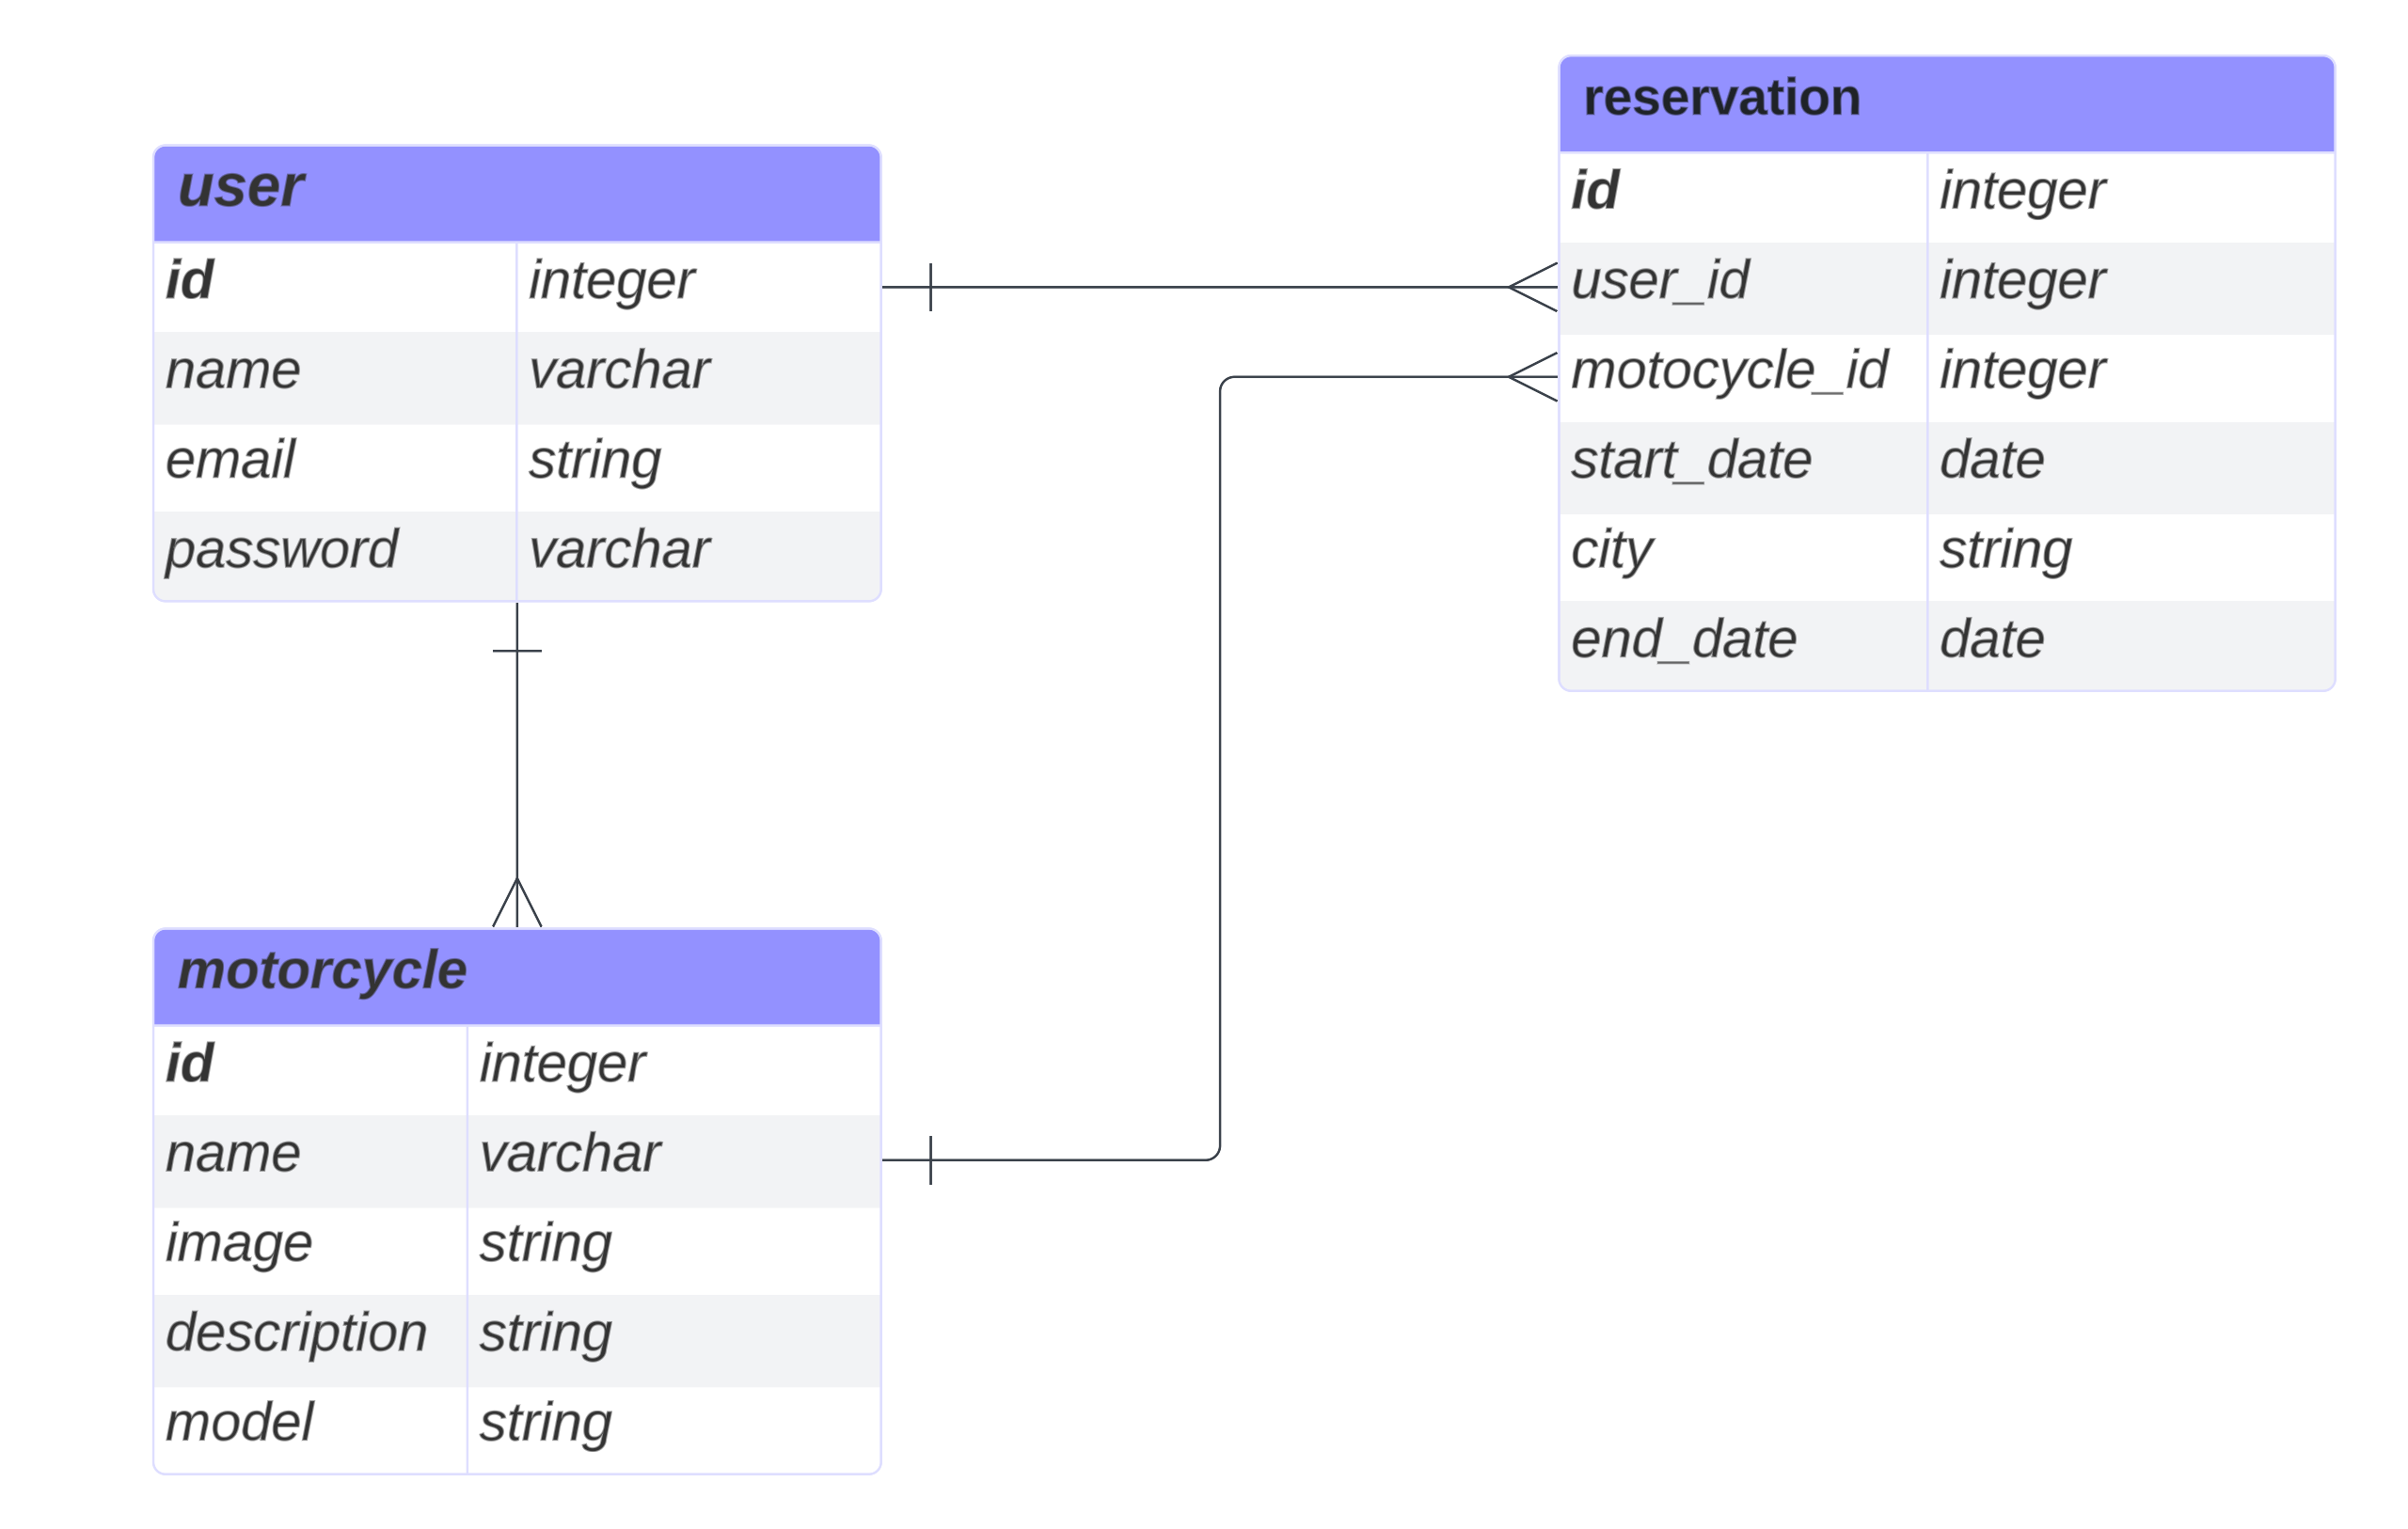 user
id integer
name varchar
email string
password varchar
reservation
id integer
user_id integer
motocycle_id integer
start_date date
city string
end_date date
motorcycle
id integer
name varchar
image string
description string
model string